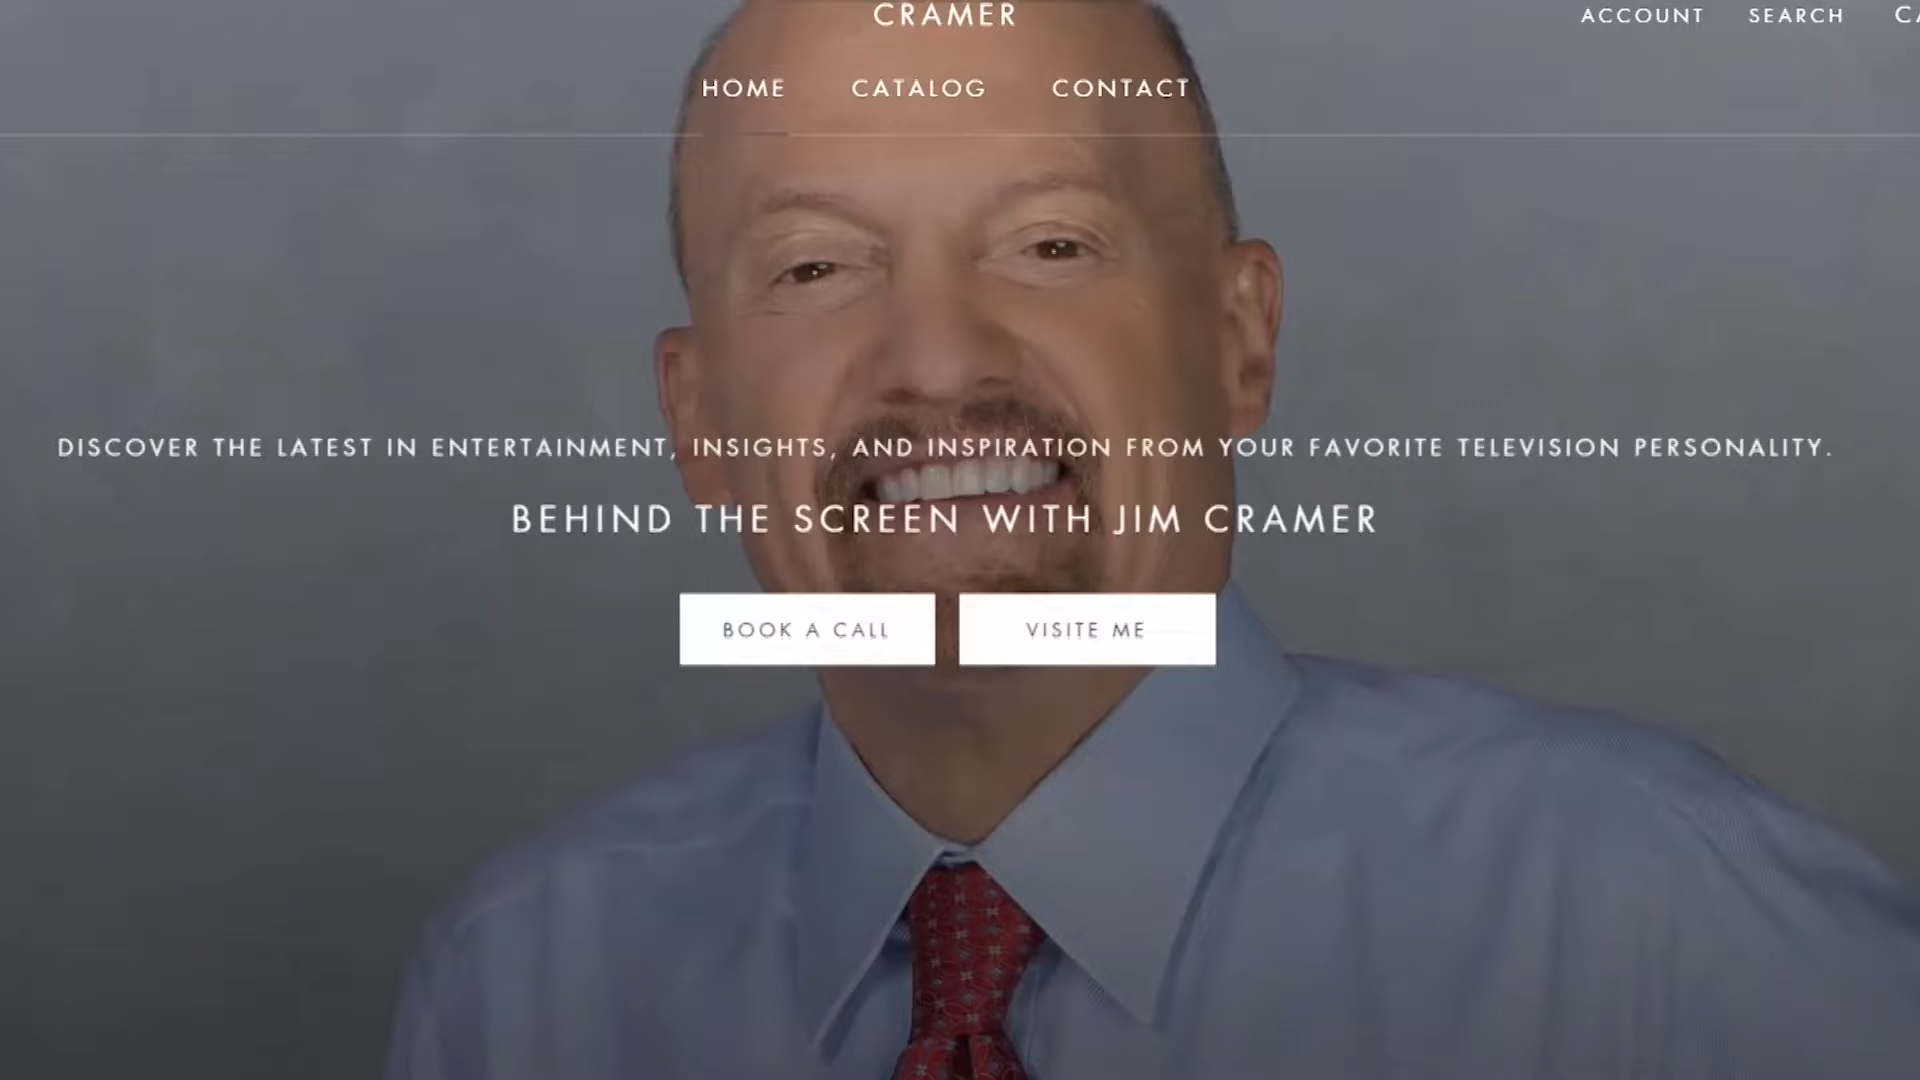 CRAMER
ACCOUNT SEARCH
HOME CATALOG CONTACT
DISCOVER THE LATEST IN ENTERTAINMENT, INSIGHTS, AND INSPIRATION FROM YOUR FAVORITE TELEVISION PERSONALITY.
BEHIND THE SCREEN WITH JIM CRAMER
BOOK A CALL VISITE ME